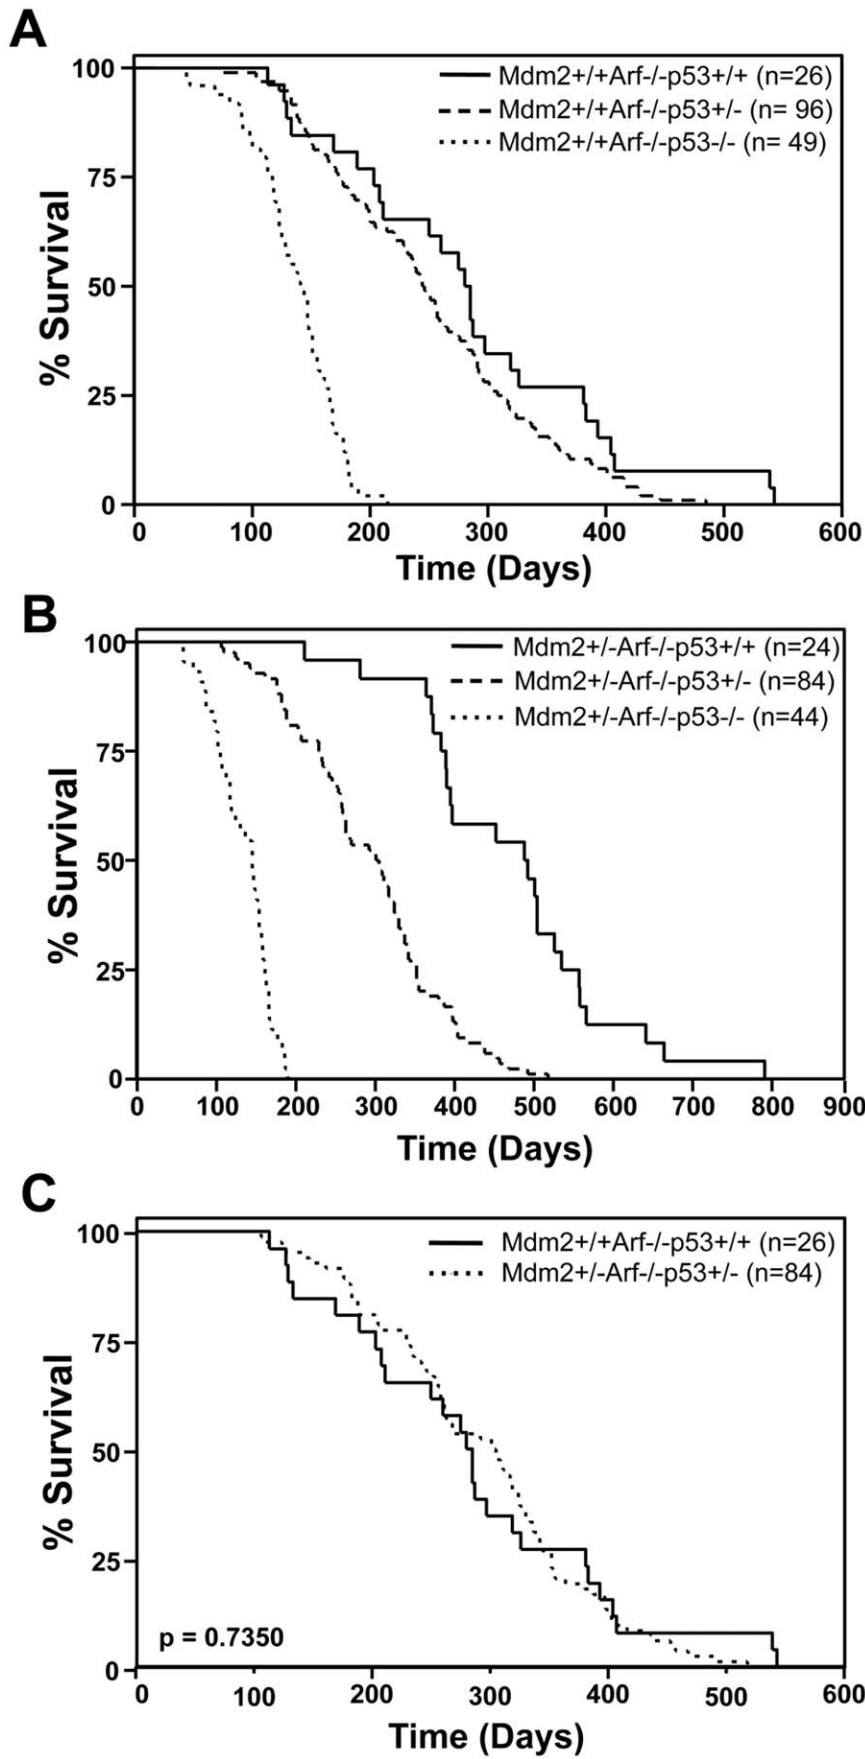 A
100
75
50
25
0
% Survival
Mdm2+/+Arf-/-p53+/+ (n=26)
Mdm2+/+Arf-/-p53+/- (n= 96)
Mdm2+/+Arf-/-p53-/- (n= 49)
0 100 200 300 400 500 600
Time (Days)
B
100
75
50
25
0
% Survival
Mdm2+/-Arf-/-p53+/+ (n=24)
Mdm2+/-Arf-/-p53+/- (n=84)
Mdm2+/-Arf-/-p53-/- (n=44)
0 100 200 300 400 500 600 700 800 900
Time (Days)
C
100
75
50
25
0
% Survival
Mdm2+/+Arf-/-p53+/+ (n=26)
Mdm2+/-Arf-/-p53+/- (n=84)
p = 0.7350
0 100 200 300 400 500 600
Time (Days)